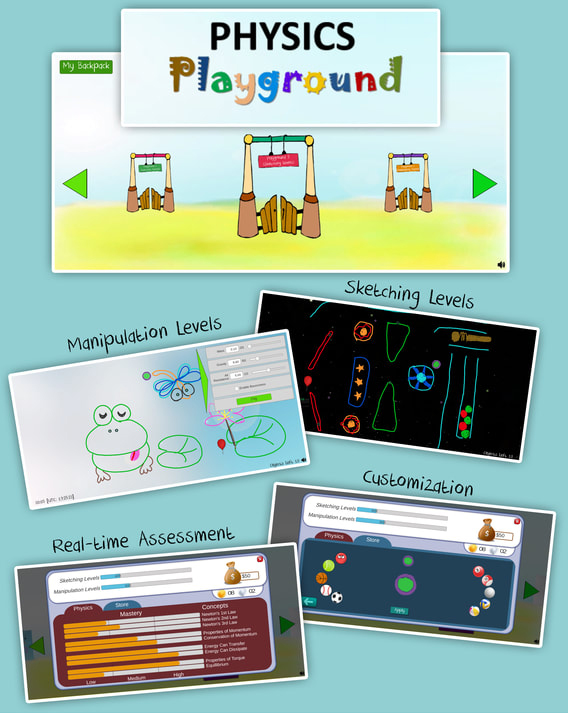 PHYSICS
Playground
My Backpack
Sketching Levels
Manipulation Levels
Customization
Sketching Levels
Manipulation Levels
$50
08 02
Physics Store
Apply
Real-time Assessment
Sketching Levels
Manipulation Levels
$50
08 02
Physics Store
Mastery Concepts
Newton's 1st Law
Newton's 2nd Law
Newton's 3rd Law
Properties of Momentum
Conservation of Momentum
Energy Can Transfer
Energy Can Dissipate
Properties of Torque
Equilibrium
Low Medium High